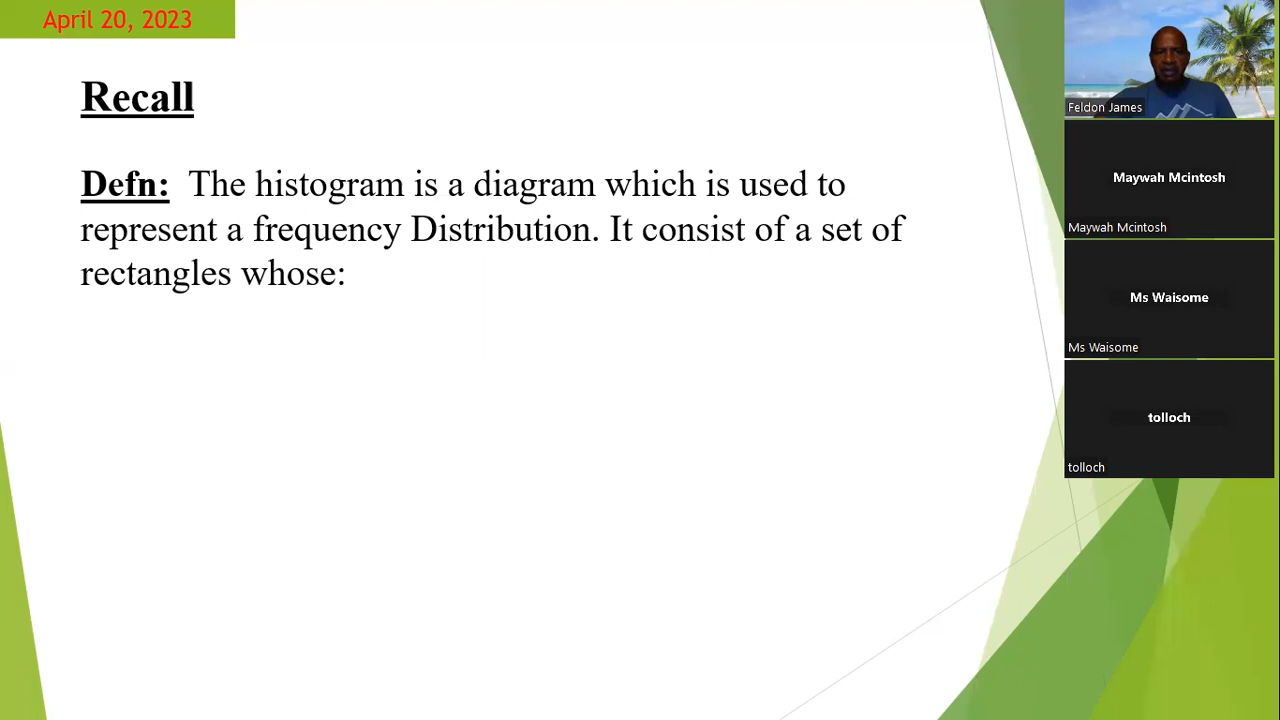 April 20, 2023
Recall
Defn: The histogram is a diagram which is used to
represent a frequency Distribution. It consist of a set of
rectangles whose:
Feldon James
Maywah Mcintosh
Maywah Mcintosh
Ms Waisome
Ms Waisome
tolloch
tolloch